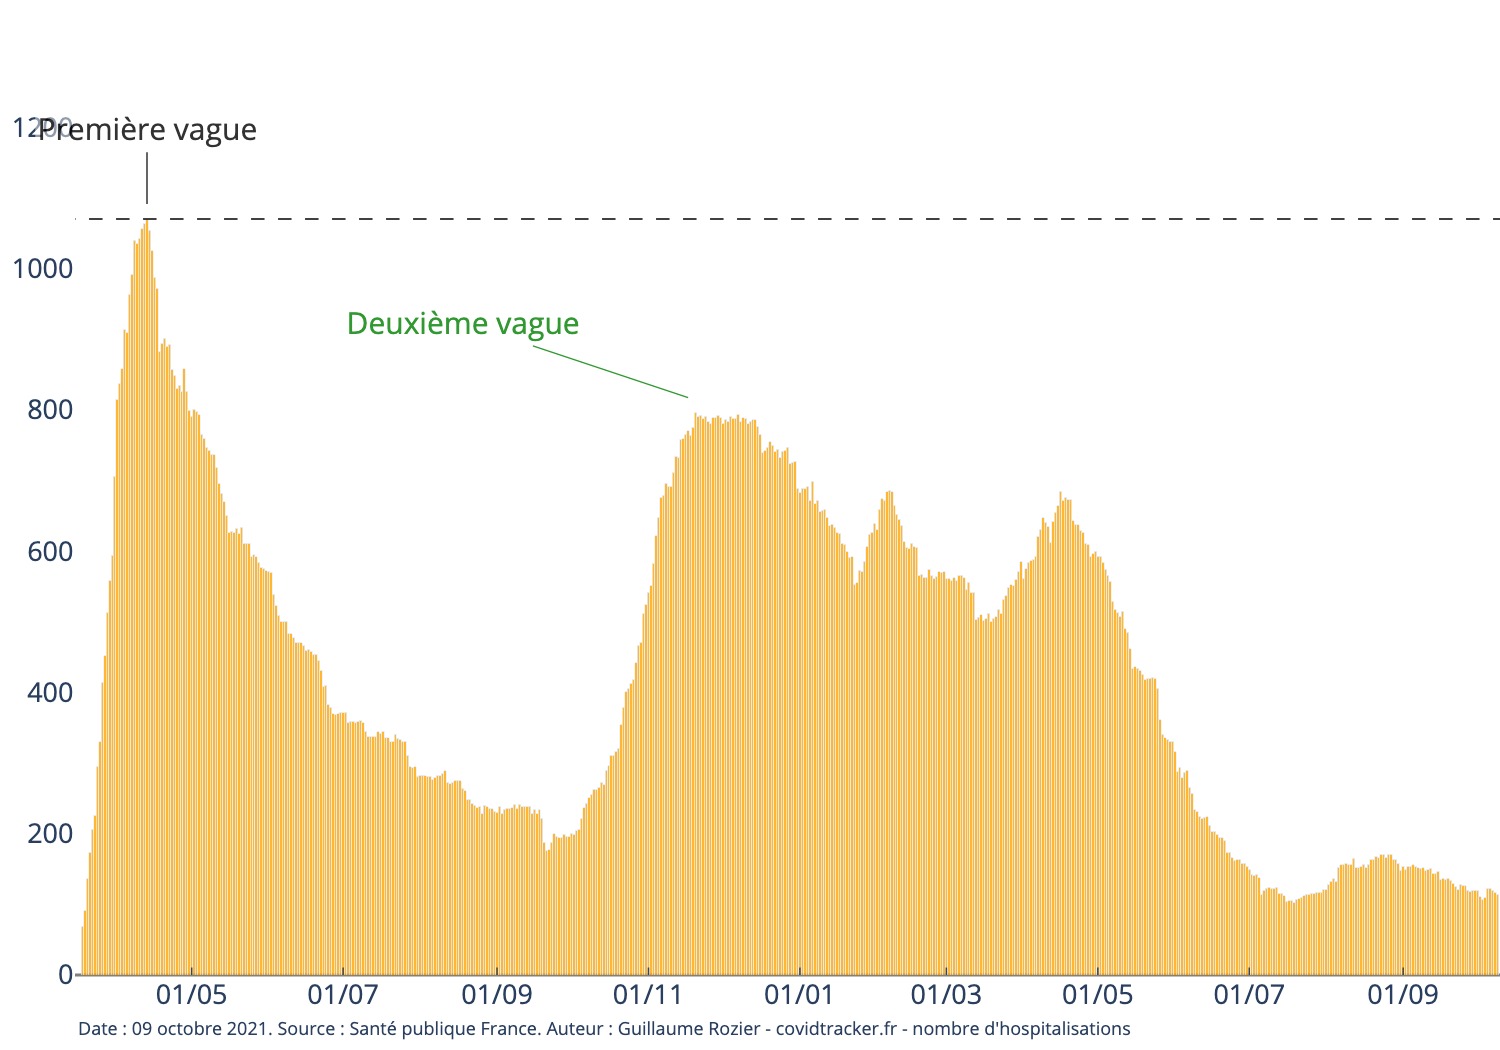 1200
Première vague
1000
Deuxième vague
800
600
400
200
0
01/05 01/07 01/09 01/11 01/01 01/03 01/05 01/07 01/09
Date : 09 octobre 2021. Source : Santé publique France. Auteur : Guillaume Rozier - covidtracker.fr - nombre d'hospitalisations